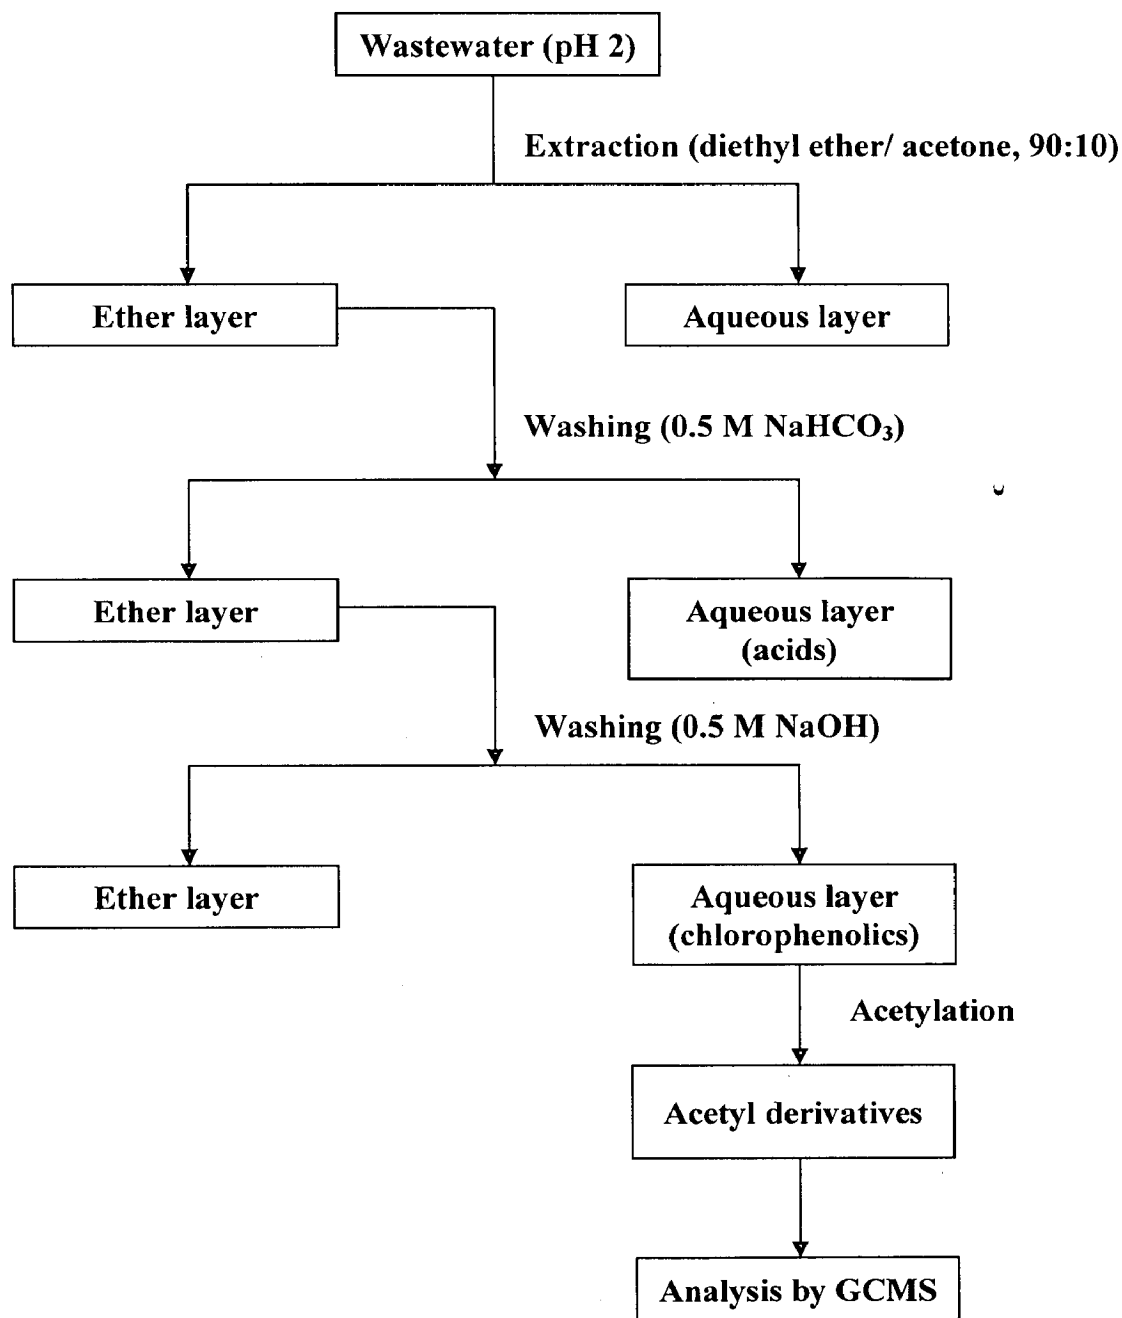 Wastewater (pH 2)
Extraction (diethyl ether/ acetone, 90:10)
Ether layer
Aqueous layer
Washing (0.5 M NaHCO₃)
Ether layer
Aqueous layer
(acids)
Washing (0.5 M NaOH)
Ether layer
Aqueous layer
(chlorophenolics)
Acetylation
Acetyl derivatives
Analysis by GCMS